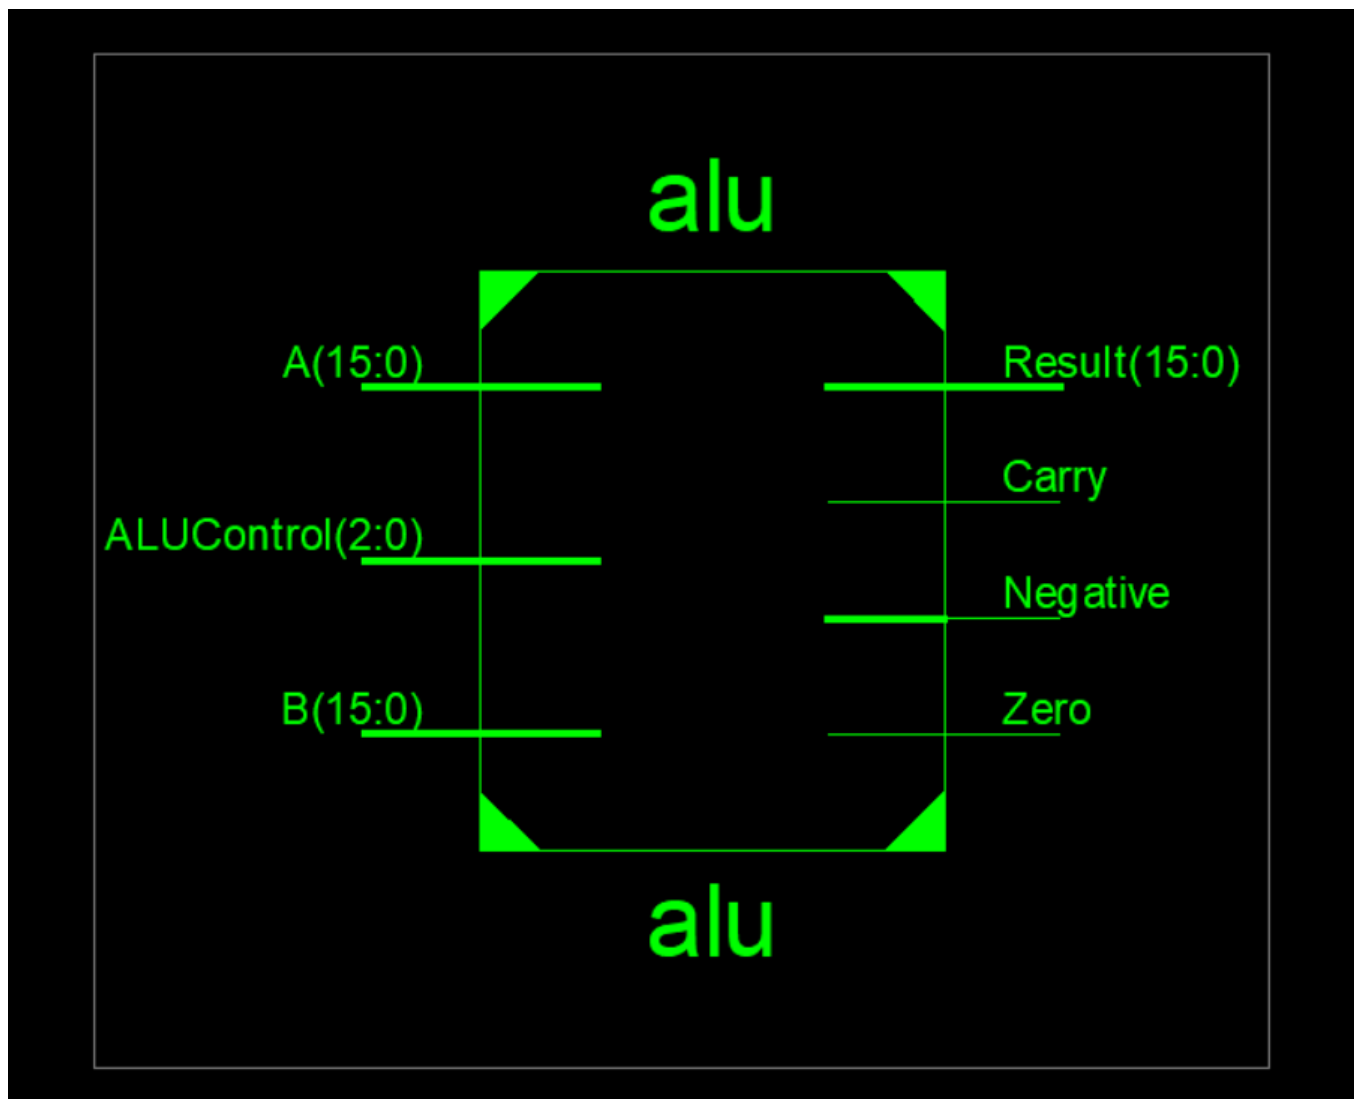 alu
A(15:0)
Result(15:0)
Carry
ALUControl(2:0)
Negative
B(15:0)
Zero
alu